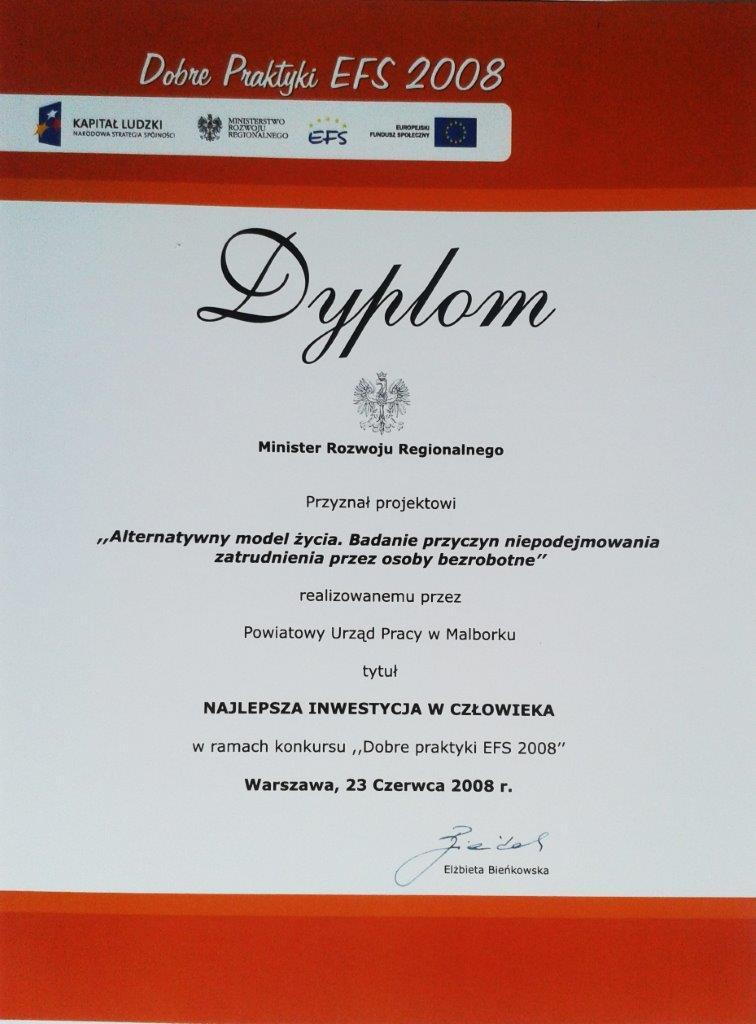 Dobre Praktyki EFS 2008
KAPITAŁ LUDZKI
NARODOWA STRATEGIA SPÓJNOŚCI
MINISTERSTWO
ROZWOJU
REGIONALNEGO
EFS
EUROPEJSKI
FUNDUSZ SPOŁECZNY
Dyplom
Minister Rozwoju Regionalnego
Przyznał projektowi
,,Alternatywny model życia. Badanie przyczyn niepodejmowania
zatrudnienia przez osoby bezrobotne”
realizowanemu przez
Powiatowy Urząd Pracy w Malborku
tytuł
NAJLEPSZA INWESTYCJA W CZŁOWIEKA
w ramach konkursu ,,Dobre praktyki EFS 2008”
Warszawa, 23 Czerwca 2008 r.
Elżbieta Bieńkowska